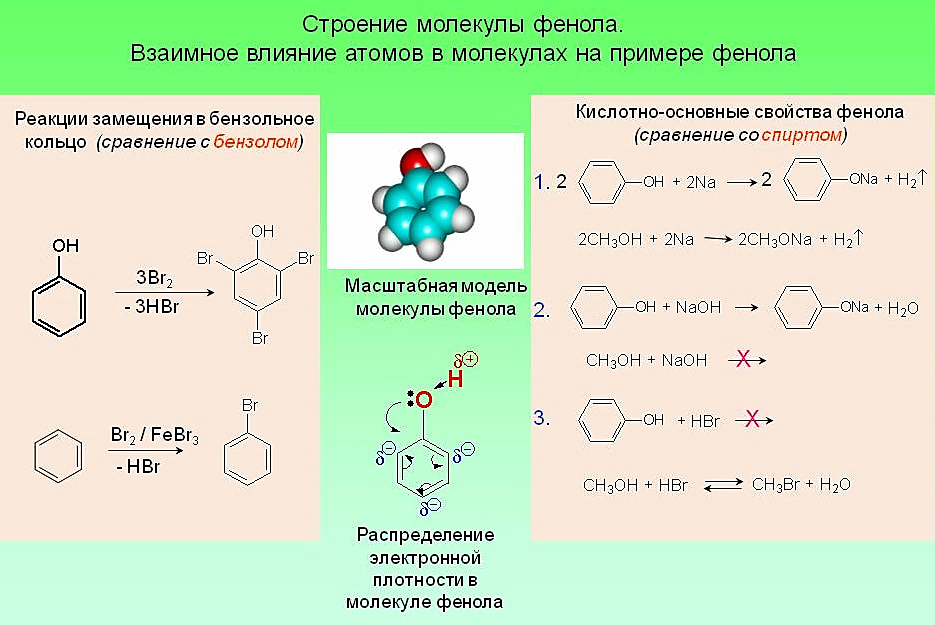 Строение молекулы фенола.
Взаимное влияние атомов в молекулах на примере фенола
Реакции замещения в бензольное
кольцо (сравнение с бензолом)
OH
3Br₂
- 3HBr
OH
Br
Br
Br
Br₂ / FeBr₃
- HBr
Br
Масштабная модель
молекулы фенола
δ⊕
H
O
δ⊖
δ⊖
δ⊖
Распределение
электронной
плотности в
молекуле фенола
Кислотно-основные свойства фенола
(сравнение со спиртом)
1. 2 OH + 2Na → 2 ONa + H₂↑
2CH₃OH + 2Na → 2CH₃ONa + H₂↑
2. OH + NaOH → ONa + H₂O
CH₃OH + NaOH X→
3. OH + HBr X→
CH₃OH + HBr ⇄ CH₃Br + H₂O